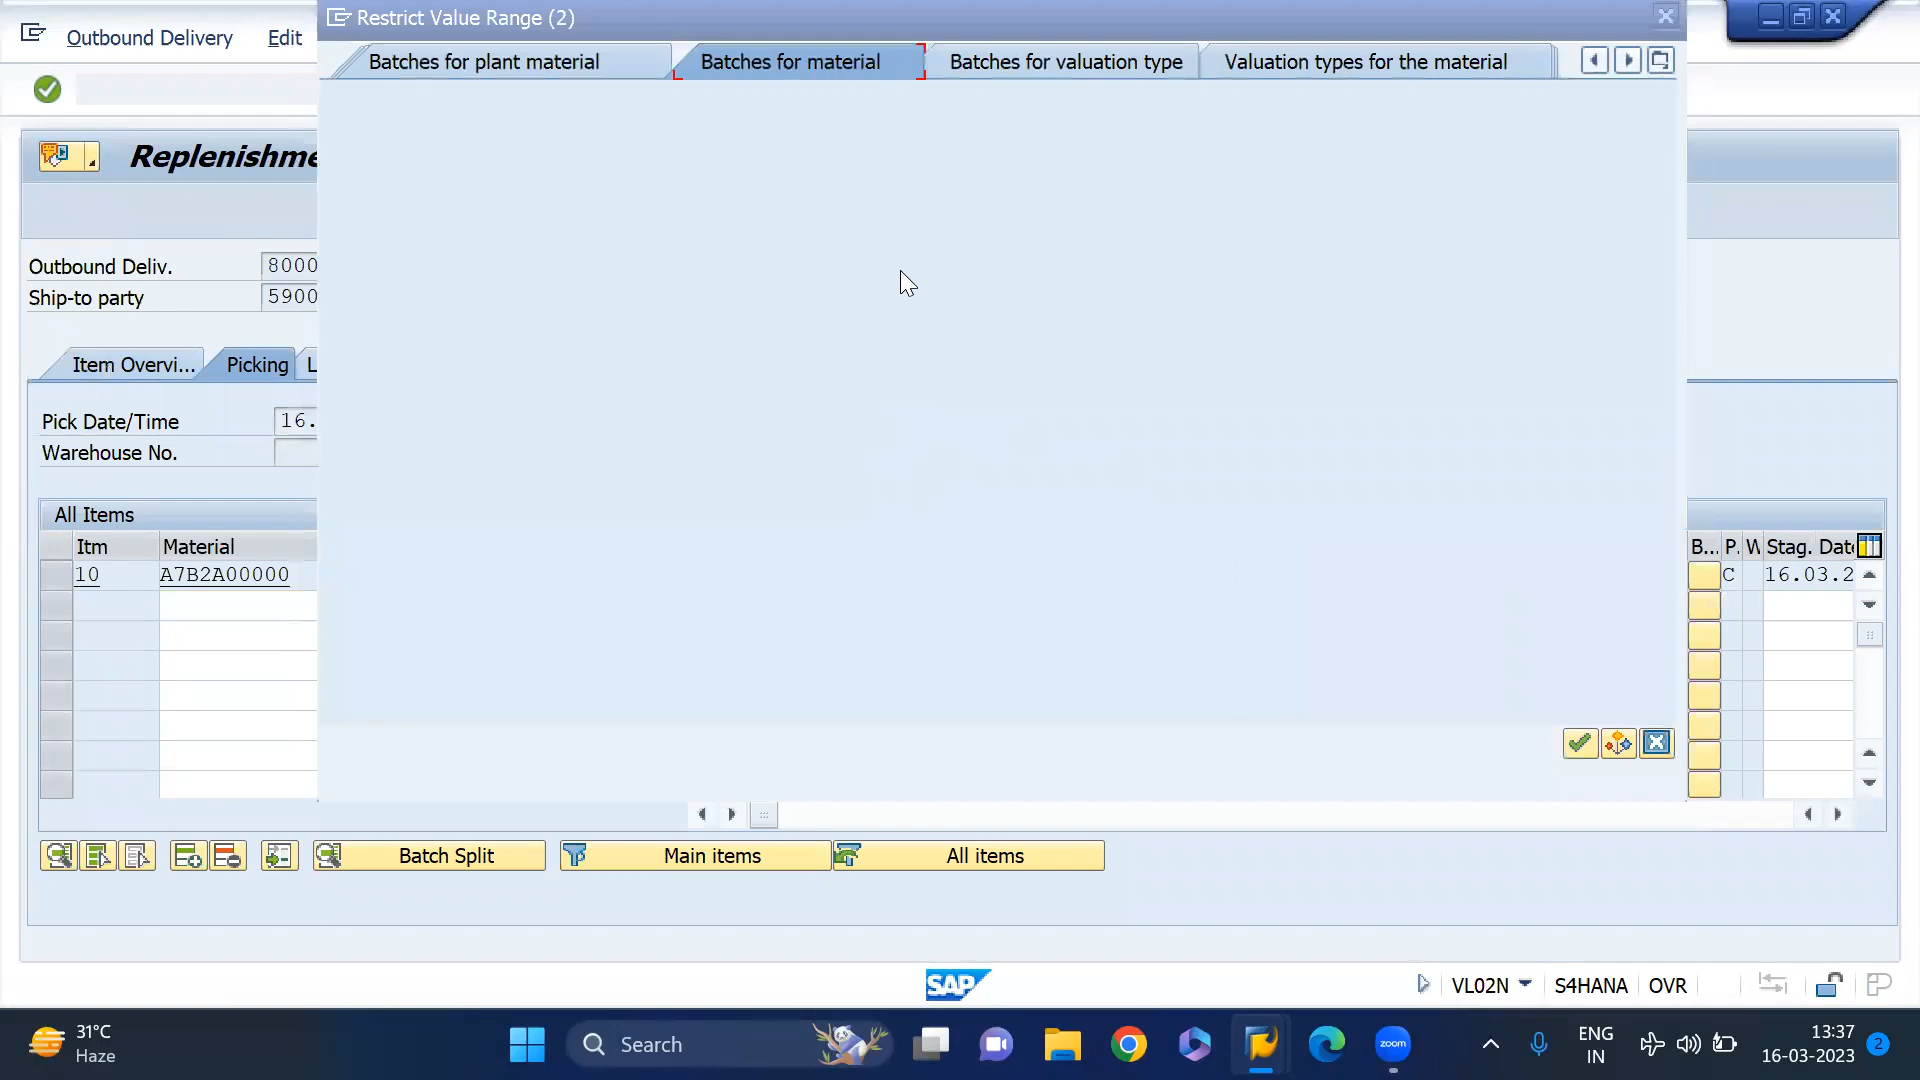 Restrict Value Range (2)
Outbound Delivery Edit
Batches for plant material Batches for material Batches for valuation type Valuation types for the material
Replenishme
Outbound Deliv. 8000
Ship-to party 5900
Item Overvi... Picking L
Pick Date/Time 16.
Warehouse No.
All Items
Itm Material B... P. W Stag. Date
10 A7B2A00000 C 16.03.2
Batch Split Main items All items
SAP VL02N S4HANA OVR
31°C
Haze
Search
zoom
ENG
IN
13:37
16-03-2023
2